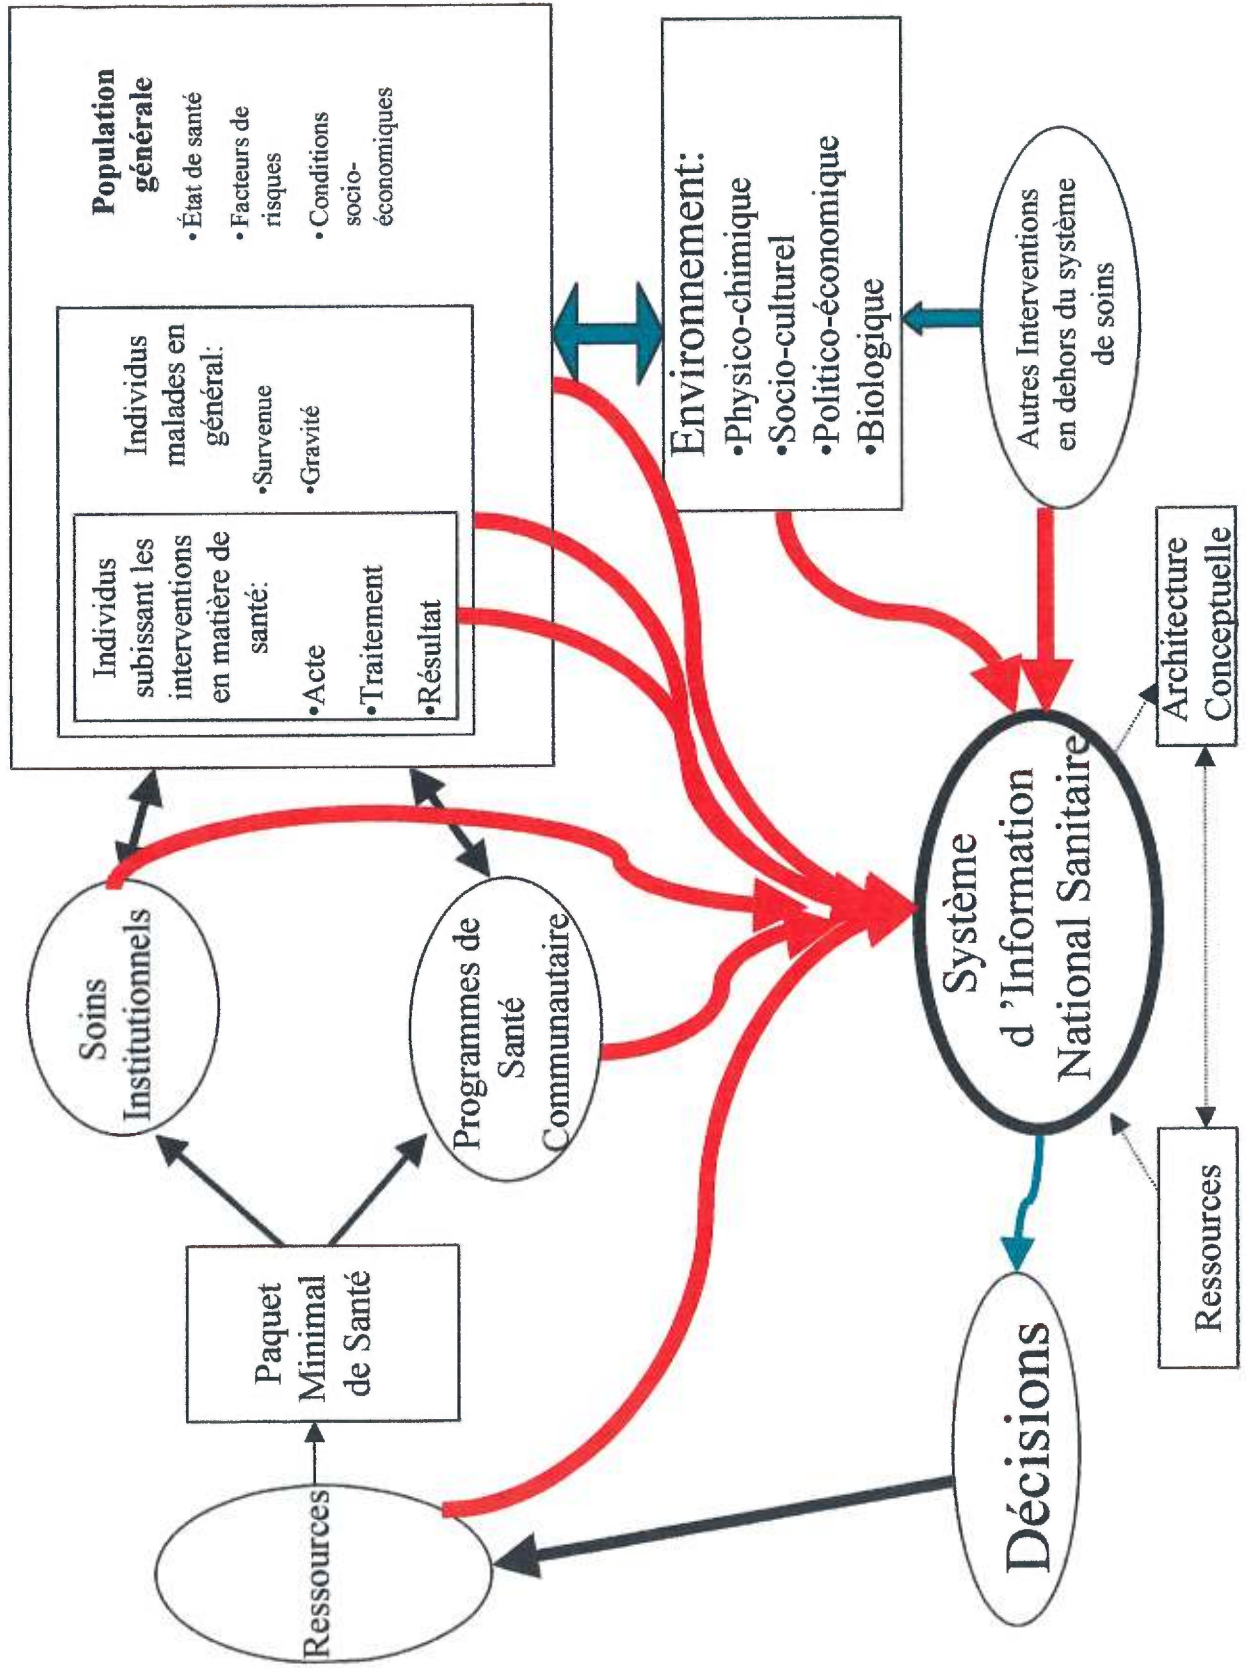 Ressources
Paquet
Minimal
de Santé
Soins
Institutionnels
Programmes de
Santé
Communautaire
Individus
subissant les
interventions
en matière de
santé:
•Acte
•Traitement
•Résultat
Individus
malades en
général:
•Survenue
•Gravité
Population
générale
•État de santé
•Facteurs de
risques
•Conditions
socio-
économiques
Environnement:
•Physico-chimique
•Socio-culturel
•Politico-économique
•Biologique
Autres Interventions
en dehors du système
de soins
Décisions
Système
d ’Information
National Sanitaire
Ressources
Architecture
Conceptuelle